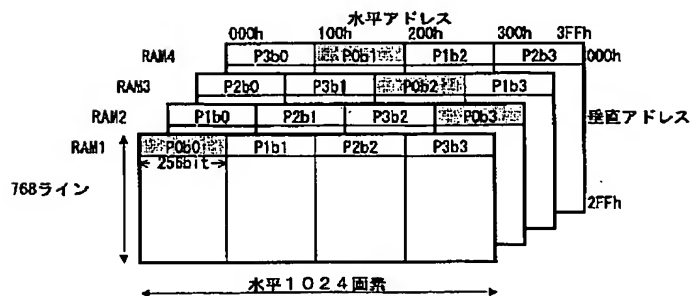 水平アドレス
000h 100h 200h 300h 3FFh
RAM4 P3b0 P0b1 P1b2 P2b3 000h
RAM3 P2b0 P3b1 P0b2 P1b3
RAM2 P1b0 P2b1 P3b2 P0b3 垂直アドレス
RAM1 P0b0 P1b1 P2b2 P3b3
256bit
768ライン
2FFh
水平1024画素